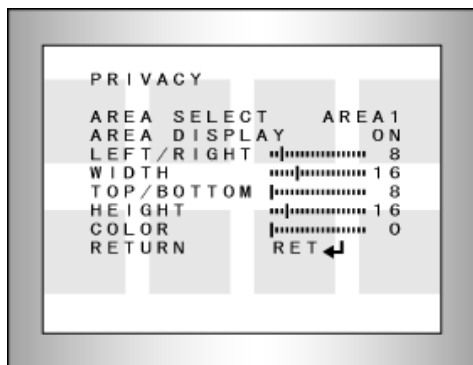 PRIVACY
AREA SELECT AREA1
AREA DISPLAY ON
LEFT/RIGHT 8
WIDTH 16
TOP/BOTTOM 8
HEIGHT 16
COLOR 0
RETURN RET